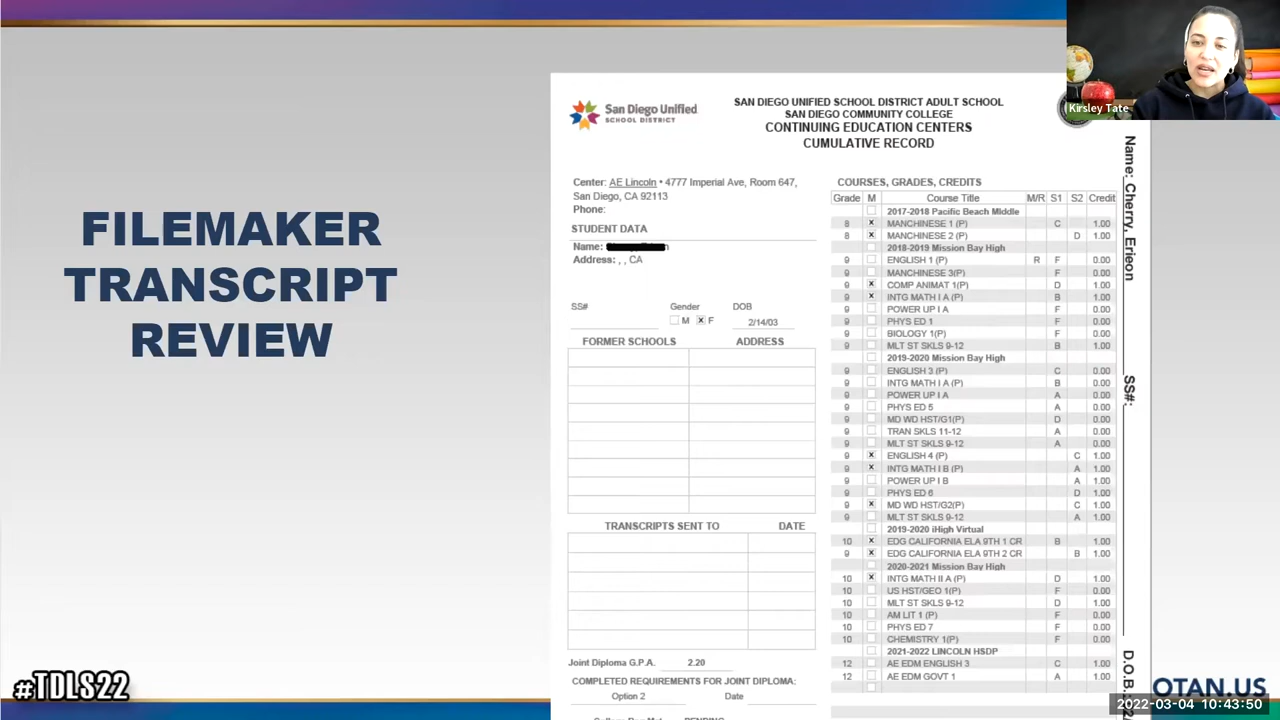 FILEMAKER
TRANSCRIPT
REVIEW
#TDLS22
Kirsley Tate
San Diego Unified
SCHOOL DISTRICT
SAN DIEGO UNIFIED SCHOOL DISTRICT ADULT SCHOOL
SAN DIEGO COMMUNITY COLLEGE
CONTINUING EDUCATION CENTERS
CUMULATIVE RECORD
Center: AE Lincoln • 4777 Imperial Ave, Room 647,
San Diego, CA 92113
Phone:
STUDENT DATA
Name:
Address: , , CA
SS# Gender DOB
M x F 2/14/03
FORMER SCHOOLS ADDRESS
TRANSCRIPTS SENT TO DATE
Joint Diploma G.P.A. 2.20
COMPLETED REQUIREMENTS FOR JOINT DIPLOMA:
Option 2 Date
COURSES, GRADES, CREDITS
Grade M Course Title M/R S1 S2 Credit
2017-2018 Pacific Beach MIddle
8 x MANCHINESE 1 (P) C 1.00
8 x MANCHINESE 2 (P) D 1.00
2018-2019 Mission Bay High
9 ENGLISH 1 (P) R F 0.00
9 MANCHINESE 3(P) F 0.00
9 x COMP ANIMAT 1(P) D 1.00
9 x INTG MATH I A (P) B 1.00
9 POWER UP I A F 0.00
9 PHYS ED 1 F 0.00
9 BIOLOGY 1(P) F 0.00
9 MLT ST SKLS 9-12 B 1.00
2019-2020 Mission Bay High
9 ENGLISH 3 (P) C 0.00
9 INTG MATH I A (P) B 0.00
9 POWER UP I A A 0.00
9 PHYS ED 5 A 0.00
9 MD WD HST/G1(P) D 0.00
9 TRAN SKLS 11-12 A 0.00
9 MLT ST SKLS 9-12 A 0.00
9 x ENGLISH 4 (P) C 1.00
9 x INTG MATH I B (P) A 1.00
9 POWER UP I B A 1.00
9 PHYS ED 6 D 1.00
9 x MD WD HST/G2(P) C 1.00
9 MLT ST SKLS 9-12 A 1.00
2019-2020 iHigh Virtual
10 x EDG CALIFORNIA ELA 9TH 1 CR B 1.00
9 x EDG CALIFORNIA ELA 9TH 2 CR B 1.00
2020-2021 Mission Bay High
10 x INTG MATH II A (P) D 1.00
10 US HST/GEO 1(P) F 0.00
10 MLT ST SKLS 9-12 D 1.00
10 AM LIT 1 (P) F 0.00
10 PHYS ED 7 F 0.00
10 CHEMISTRY 1(P) F 0.00
2021-2022 LINCOLN HSDP
12 AE EDM ENGLISH 3 C 1.00
12 AE EDM GOVT 1 A 1.00
Name: Cherry, Erieon
SS#:
D.O.B.
OTAN.US
2022-03-04 10:43:50